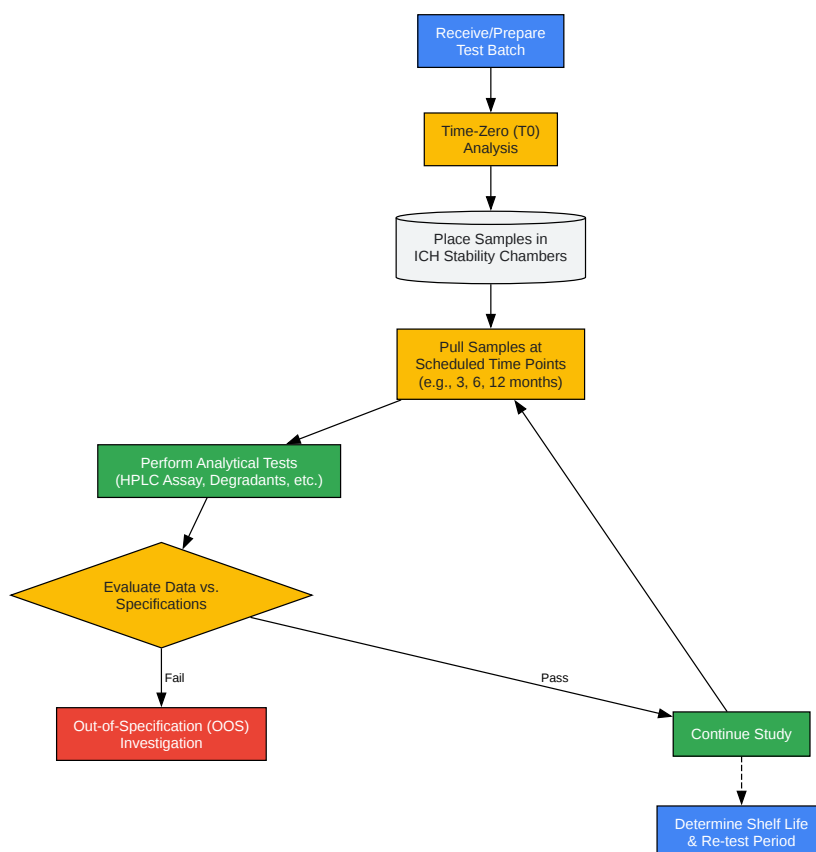 Receive/Prepare
Test Batch
Time-Zero (T0)
Analysis
Place Samples in
ICH Stability Chambers
Pull Samples at
Scheduled Time Points
(e.g., 3, 6, 12 months)
Perform Analytical Tests
(HPLC Assay, Degradants, etc.)
Evaluate Data vs.
Specifications
Fail
Pass
Out-of-Specification (OOS)
Investigation
Continue Study
Determine Shelf Life
& Re-test Period